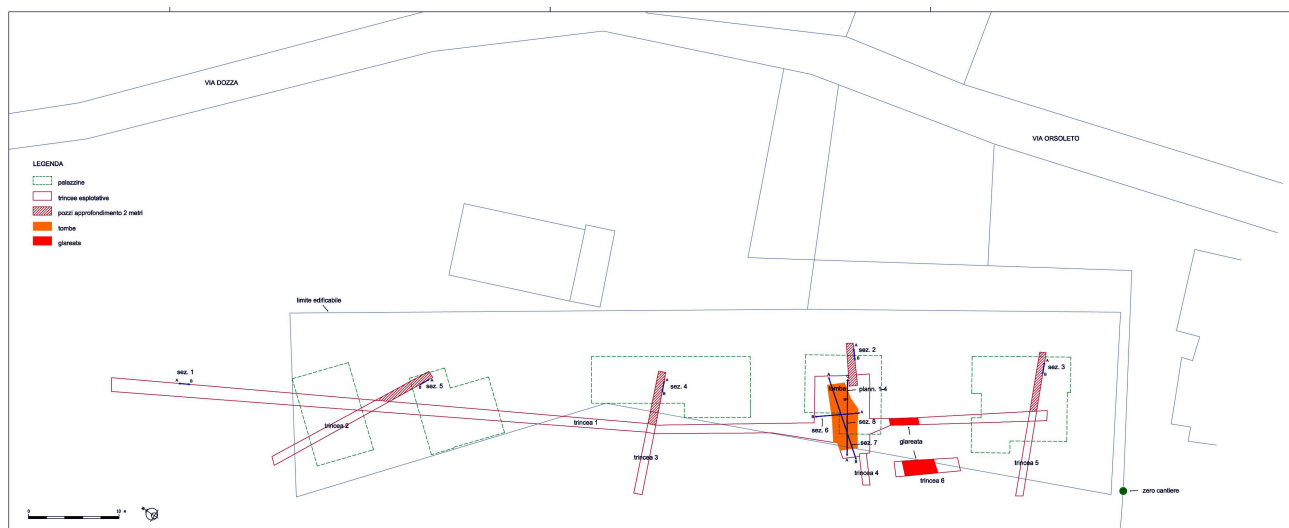 VIA DOZZA
VIA ORSOLETO
LEGENDA
palazzine
trincee esplotative
pozzi approfondimento 2 metri
tombe
glareata
limite edificabile
sez. 1
A
B
sez. 5
A
B
trincea 2
trincea 1
sez. 4
A
B
trincea 3
sez. 2
A
B
tombe
plann. 1-4
A
B
sez. 6
sez. 8
sez. 7
A
B
trincea 4
glareata
trincea 6
sez. 3
A
B
trincea 5
zero cantiere
0
10 m